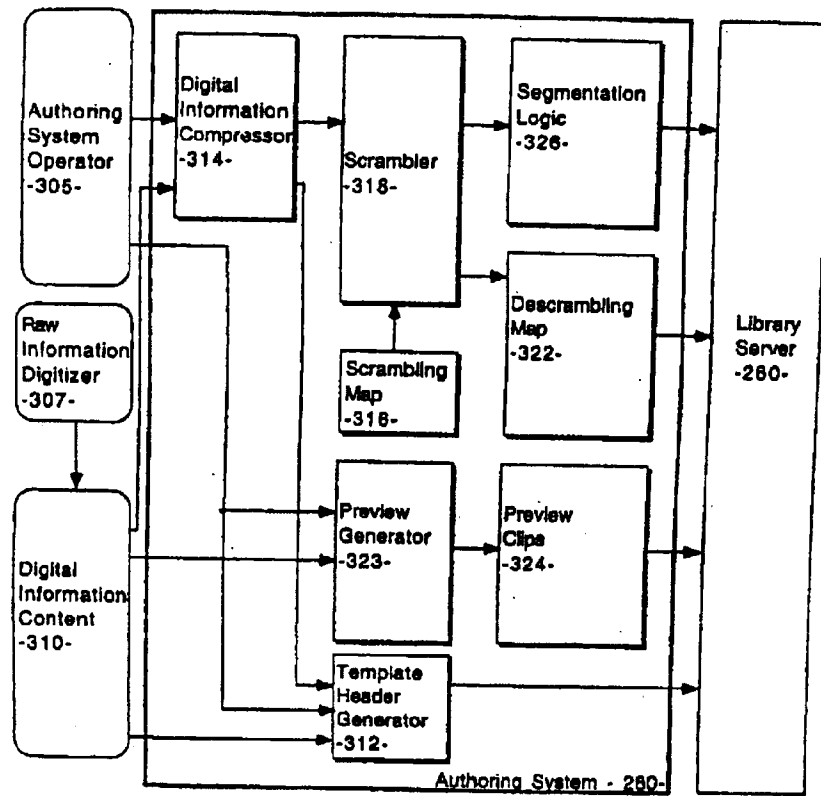 Authoring
System
Operator
-305-
Digital
Information
Compressor
-314-
Scrambler
-318-
Segmentation
Logic
-326-
Raw
Information
Digitizer
-307-
Scrambling
Map
-316-
Descrambling
Map
-322-
Library
Server
-260-
Digital
Information
Content
-310-
Preview
Generator
-323-
Preview
Clips
-324-
Template
Header
Generator
-312-
Authoring System - 260-